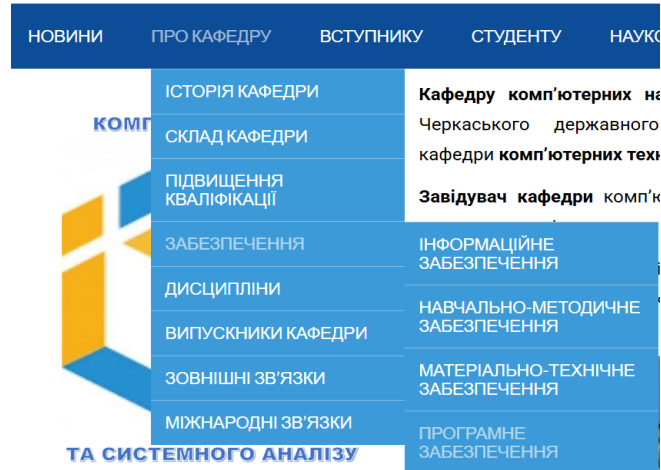 НОВИНИ ПРО КАФЕДРУ ВСТУПНИКУ СТУДЕНТУ
ІСТОРІЯ КАФЕДРИ
СКЛАД КАФЕДРИ
ПІДВИЩЕННЯ
КВАЛІФІКАЦІЇ
ЗАБЕЗПЕЧЕННЯ
ДИСЦИПЛІНИ
ВИПУСКНИКИ КАФЕДРИ
ЗОВНІШНІ ЗВ'ЯЗКИ
МІЖНАРОДНІ ЗВ'ЯЗКИ
ІНФОРМАЦІЙНЕ
ЗАБЕЗПЕЧЕННЯ
НАВЧАЛЬНО-МЕТОДИЧНЕ
ЗАБЕЗПЕЧЕННЯ
МАТЕРІАЛЬНО-ТЕХНІЧНЕ
ЗАБЕЗПЕЧЕННЯ
ПРОГРАМНЕ
ЗАБЕЗПЕЧЕННЯ
Кафедру комп'ютерних
Черкаського державного
кафедри комп'ютерних
Завідувач кафедри
ТА СИСТЕМНОГО АНАЛІЗУ